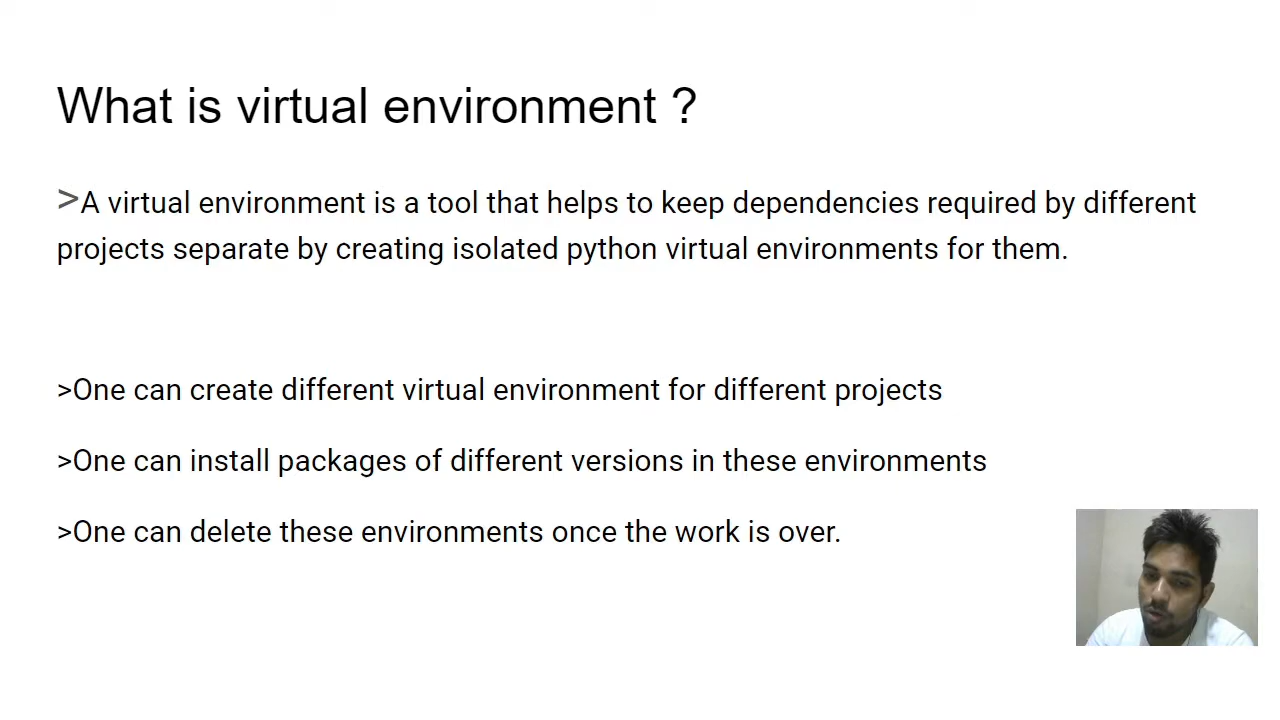 What is virtual environment ?
>A virtual environment is a tool that helps to keep dependencies required by different
projects separate by creating isolated python virtual environments for them.
>One can create different virtual environment for different projects
>One can install packages of different versions in these environments
>One can delete these environments once the work is over.